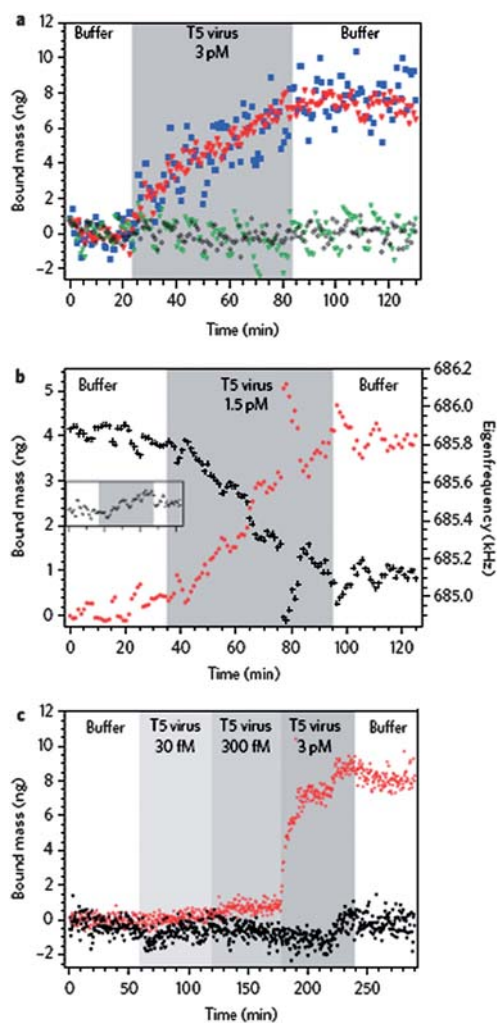 a
Buffer T5 virus Buffer
3 pM
12
10
8
6
4
2
0
−2
Bound mass (ng)
0 20 40 60 80 100 120
Time (min)
b
Buffer T5 virus Buffer
1.5 pM
5
4
3
2
1
0
Bound mass (ng)
686.2
686.0
685.8
685.6
685.4
685.2
685.0
Eigenfrequency (kHz)
0 20 40 60 80 100 120
Time (min)
c
Buffer T5 virus T5 virus T5 virus Buffer
30 fM 300 fM 3 pM
12
10
8
6
4
2
0
−2
Bound mass (ng)
0 50 100 150 200 250
Time (min)